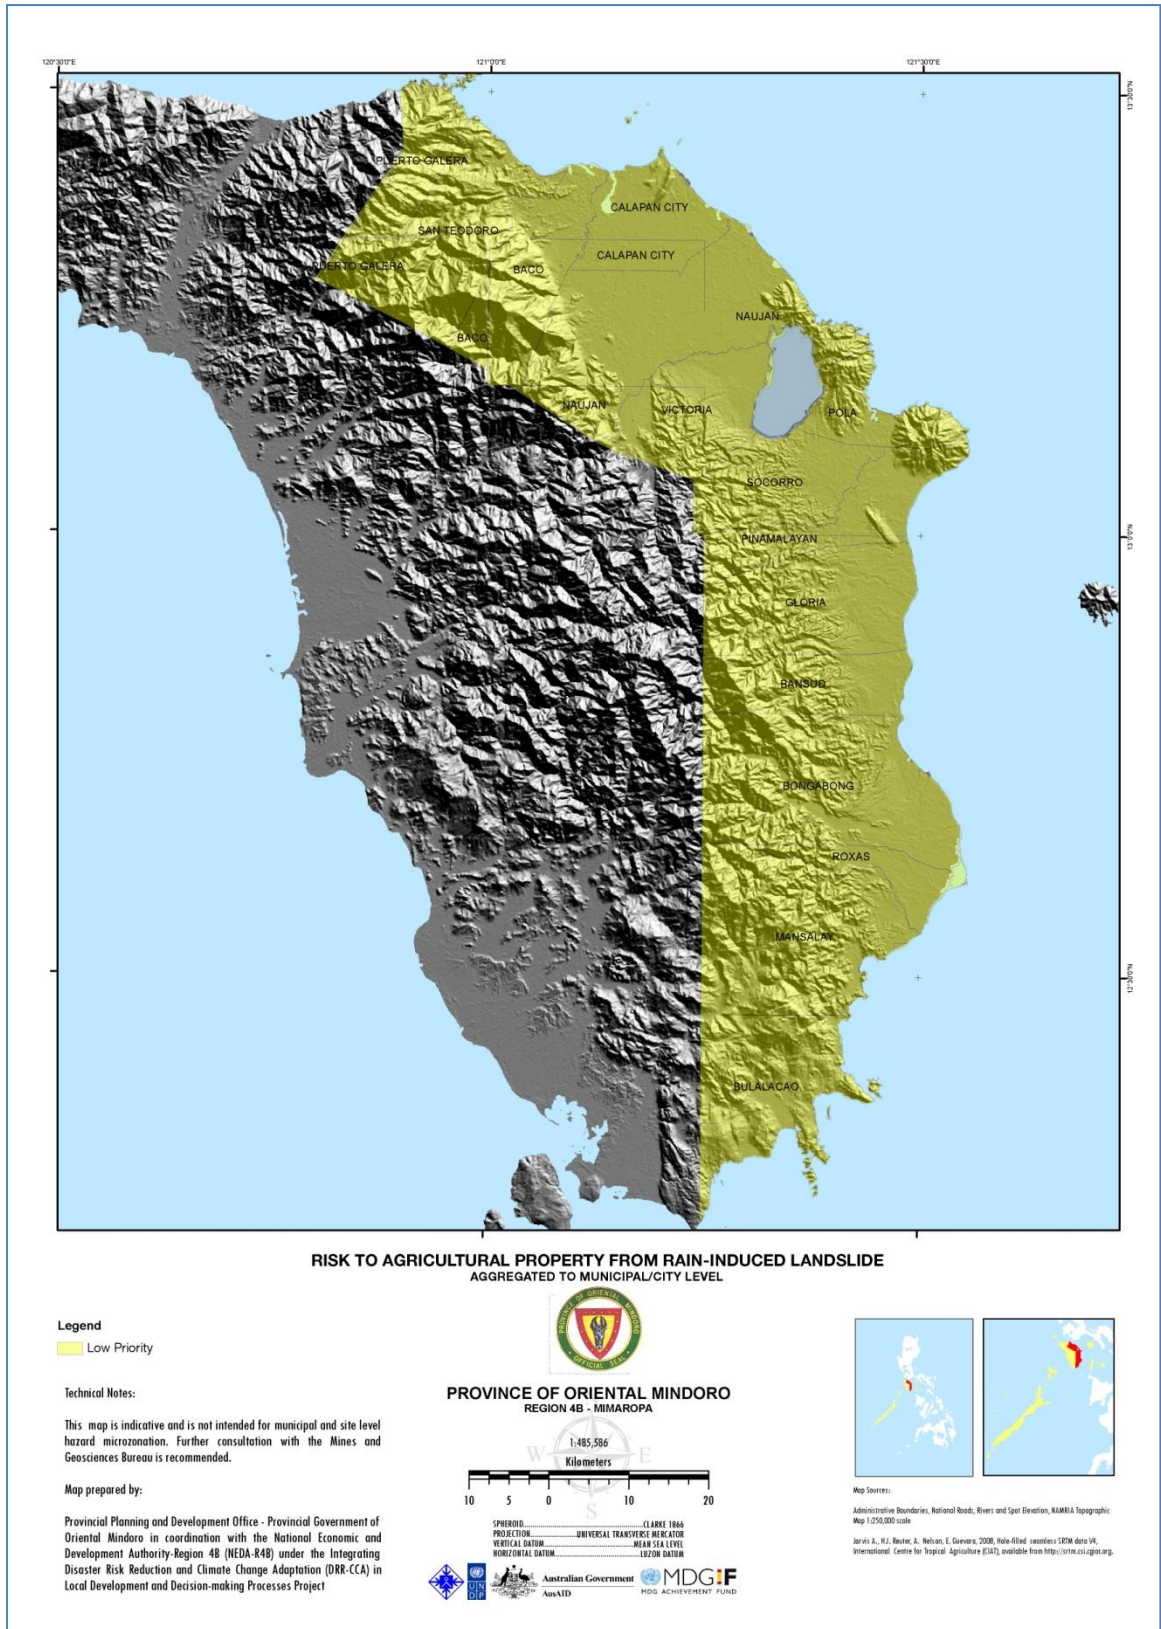 120°30'0"E 121°0'0"E 121°30'0"E
13°30'0"N
PUERTO GALERA
CALAPAN CITY
SAN TEODORO
CALAPAN CITY
PUERTO GALERA
BACO
NAUJAN
BACO
NAUJAN
VICTORIA
POLA
SOCORRO
13°0'0"N
PINAMALAYAN
GLORIA
BANSUD
BONGABONG
ROXAS
MANSALAY
12°30'0"N
BULALACAO
RISK TO AGRICULTURAL PROPERTY FROM RAIN-INDUCED LANDSLIDE
AGGREGATED TO MUNICIPAL/CITY LEVEL
PROVINCE OF ORIENTAL MINDORO
OFFICIAL SEAL
Legend
Low Priority
Technical Notes:
This map is indicative and is not intended for municipal and site level
hazard microzonation. Further consultation with the Mines and
Geosciences Bureau is recommended.
Map prepared by:
Provincial Planning and Development Office - Provincial Government of
Oriental Mindoro in coordination with the National Economic and
Development Authority-Region 4B (NEDA-R4B) under the Integrating
Disaster Risk Reduction and Climate Change Adaptation (DRR-CCA) in
Local Development and Decision-making Processes Project
PROVINCE OF ORIENTAL MINDORO
REGION 4B - MIMAROPA
1:485,586
W E
Kilometers
10 5 0 10 20
S
SPHEROID..............................CLARKE 1866
PROJECTION............UNIVERSAL TRANSVERSE MERCATOR
VERTICAL DATUM........................MEAN SEA LEVEL
HORIZONTAL DATUM......................LUZON DATUM
UNDP
Australian Government
AusAID
MDG:F
MDG ACHIEVEMENT FUND
Map Sources:
Administrative Boundaries, National Roads, Rivers and Spot Elevation, NAMRIA Topographic
Map 1:250,000 scale
Jarvis A., H.I. Reuter, A. Nelson, E. Guevara, 2008, Hole-filled seamless SRTM data V4,
International Centre for Tropical Agriculture (CIAT), available from http://srtm.csi.cgiar.org.